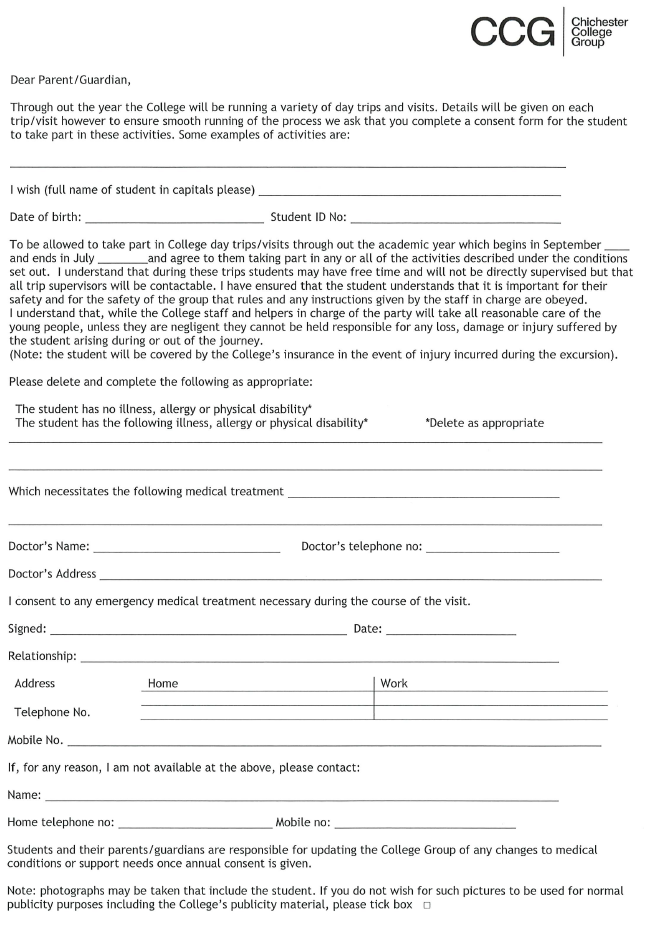 CCG
Chichester
College
Group
Dear Parent/Guardian,
Through out the year the College will be running a variety of day trips and visits. Details will be given on each
trip/visit however to ensure smooth running of the process we ask that you complete a consent form for the student
to take part in these activities. Some examples of activities are:
I wish (full name of student in capitals please)
Date of birth: Student ID No:
To be allowed to take part in College day trips/visits through out the academic year which begins in September
and ends in July and agree to them taking part in any or all of the activities described under the conditions
set out. I understand that during these trips students may have free time and will not be directly supervised but that
all trip supervisors will be contactable. I have ensured that the student understands that it is important for their
safety and for the safety of the group that rules and any instructions given by the staff in charge are obeyed.
I understand that, while the College staff and helpers in charge of the party will take all reasonable care of the
young people, unless they are negligent they cannot be held responsible for any loss, damage or injury suffered by
the student arising during or out of the journey.
(Note: the student will be covered by the College's insurance in the event of injury incurred during the excursion).
Please delete and complete the following as appropriate:
The student has no illness, allergy or physical disability*
The student has the following illness, allergy or physical disability* *Delete as appropriate
Which necessitates the following medical treatment
Doctor's Name: Doctor's telephone no:
Doctor's Address
I consent to any emergency medical treatment necessary during the course of the visit.
Signed: Date:
Relationship:
Address Home Work
Telephone No.
Mobile No.
If, for any reason, I am not available at the above, please contact:
Name:
Home telephone no: Mobile no:
Students and their parents/guardians are responsible for updating the College Group of any changes to medical
conditions or support needs once annual consent is given.
Note: photographs may be taken that include the student. If you do not wish for such pictures to be used for normal
publicity purposes including the College's publicity material, please tick box □